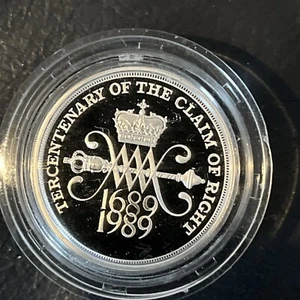 TERCENTENARY OF THE CLAIM OF RIGHT
1689
1989